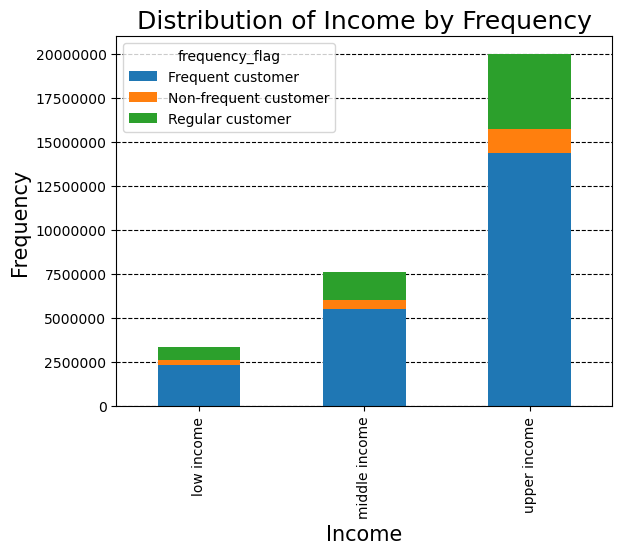 Distribution of Income by Frequency
frequency_flag
Frequent customer
Non-frequent customer
Regular customer
20000000
17500000
15000000
12500000
10000000
7500000
5000000
2500000
0
Frequency
low income
middle income
upper income
Income